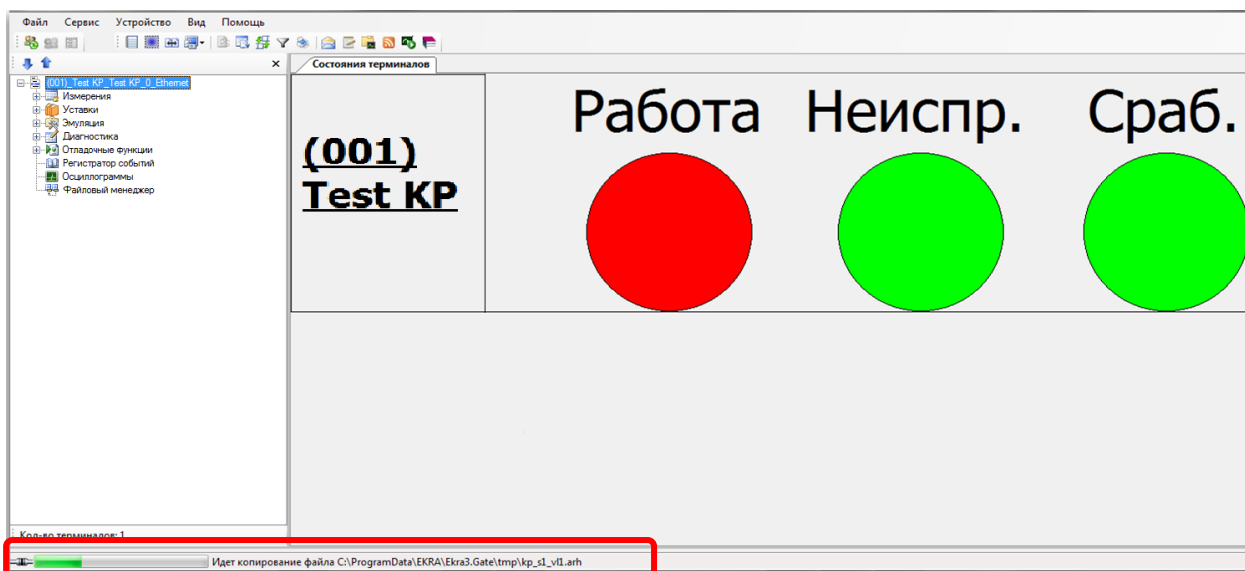 Файл Сервис Устройство Вид Помощь
Состояния терминалов
(001)_Test KP_Test KP_0_Ethernet
Измерения
Уставки
Эмуляция
Диагностика
Отладочные функции
Регистратор событий
Осциллограммы
Файловый менеджер
Работа Неиспр. Сраб.
(001)
Test KP
Кол-во терминалов: 1
Идет копирование файла C:\ProgramData\EKRA\Ekra3.Gate\tmp\kp_s1_vl1.arh